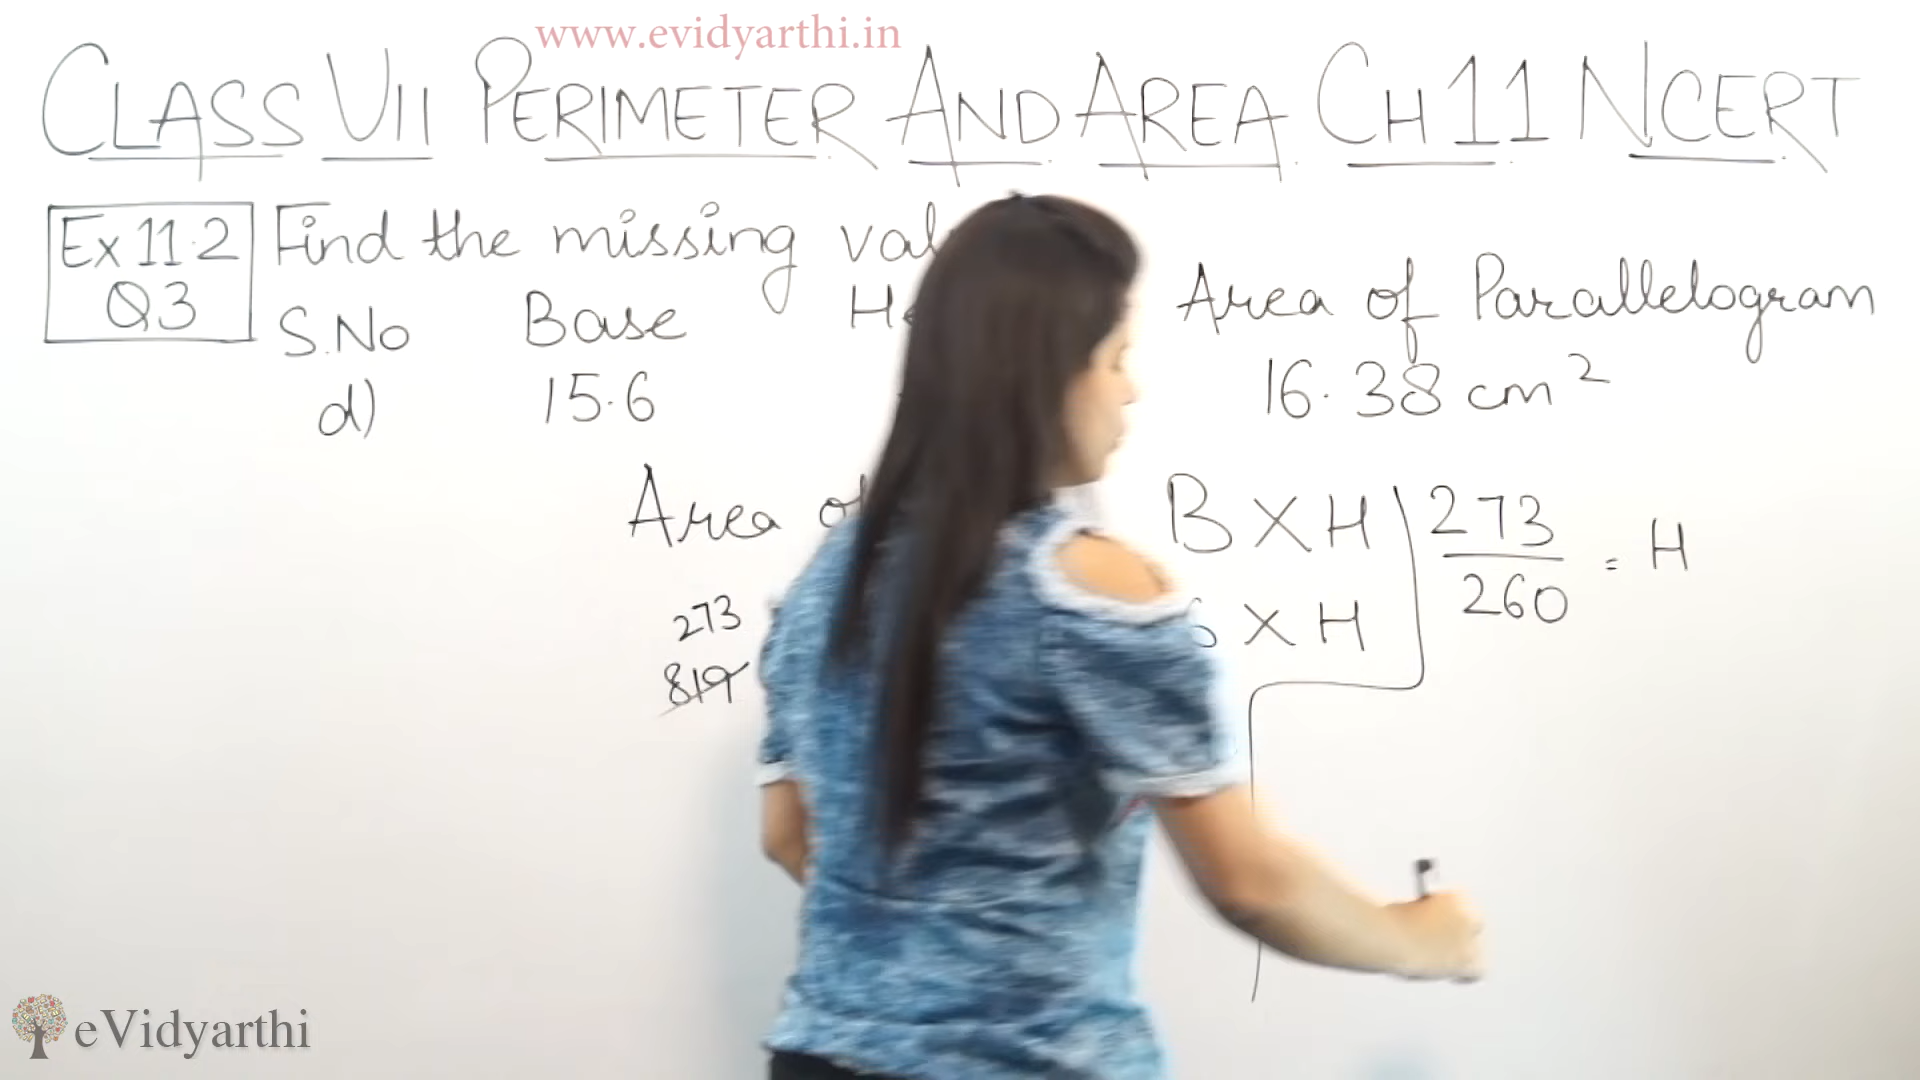 www.evidyarthi.in
CLASS VII PERIMETER AND AREA CH 11 NCERT
Ex 11.2
Q3
Find the missing
S.No Base Area of Parallelogram
d) 15.6 16.38 cm²
Area B X H
X H
273
819
273
260
= H
eVidyarthi